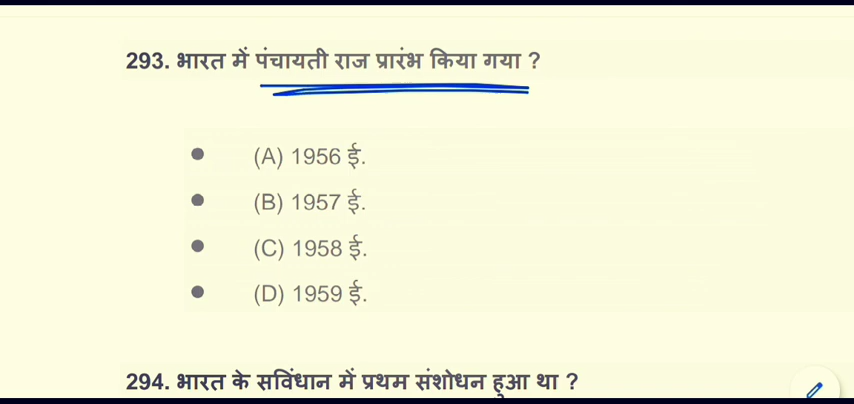 293. भारत में पंचायती राज प्रारंभ किया गया ?
(A) 1956 ई.
(B) 1957 ई.
(C) 1958 ई.
(D) 1959 ई.
294. भारत के सविंधान में प्रथम संशोधन हुआ था ?